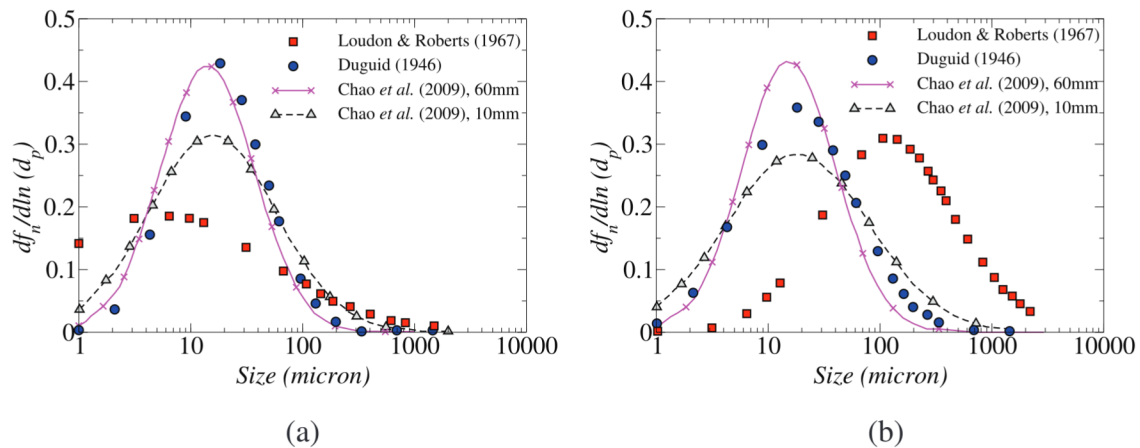 0.5
0.4
0.3
0.2
0.1
0
df_n/dln (d_p)
Loudon & Roberts (1967)
Duguid (1946)
Chao et al. (2009), 60mm
Chao et al. (2009), 10mm
1 10 100 1000 10000
Size (micron)
(a)
0.5
0.4
0.3
0.2
0.1
0
df_n/dln (d_p)
Loudon & Roberts (1967)
Duguid (1946)
Chao et al. (2009), 60mm
Chao et al. (2009), 10mm
1 10 100 1000 10000
Size (micron)
(b)